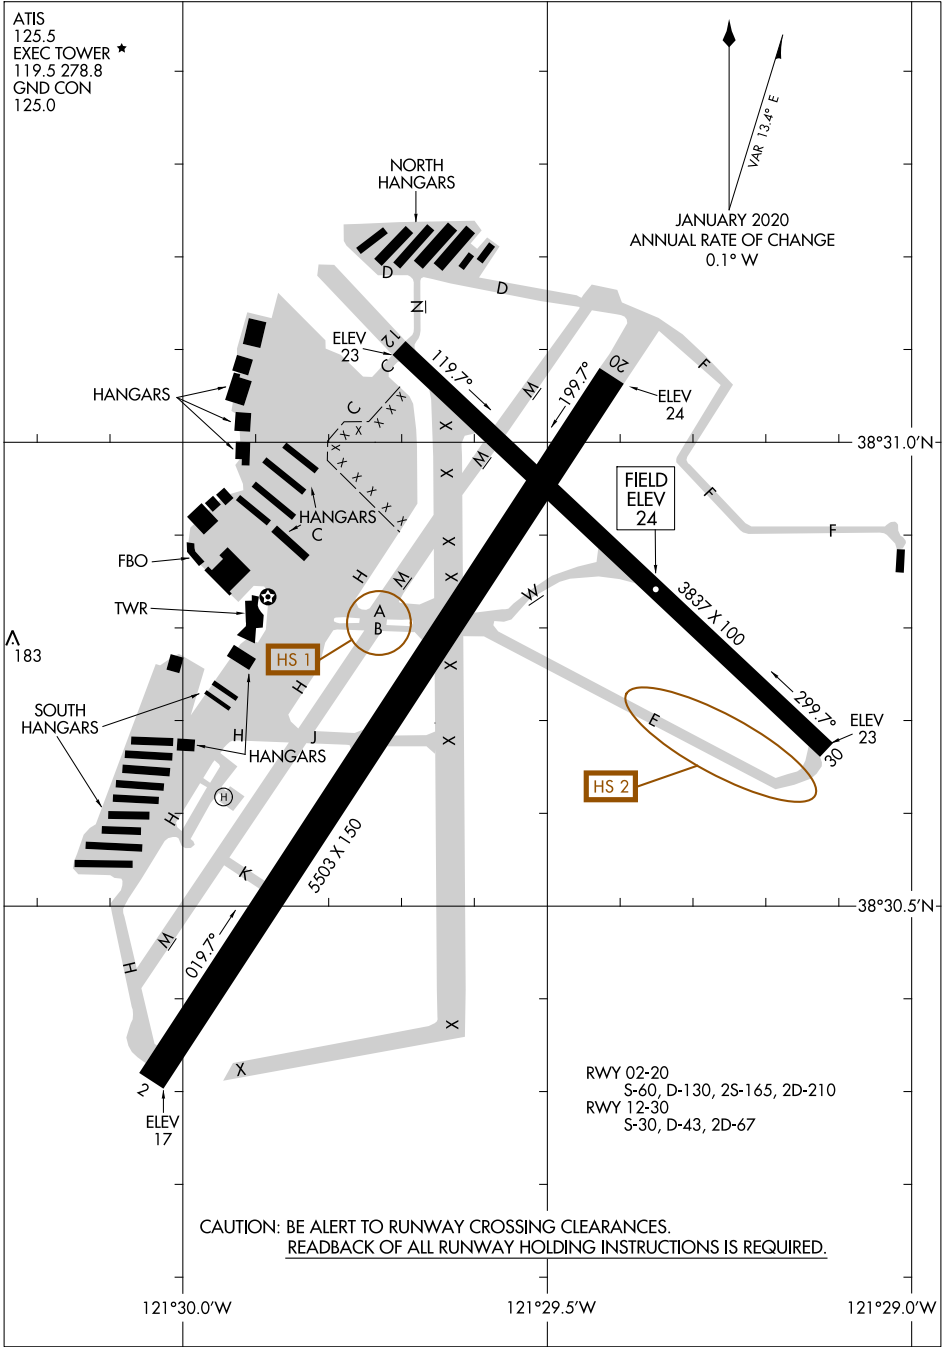 ATIS
125.5
EXEC TOWER ★
119.5 278.8
GND CON
125.0
VAR 13.4° E
JANUARY 2020
ANNUAL RATE OF CHANGE
0.1° W
NORTH
HANGARS
D
D
N
ELEV
23
12
C
119.7°
199.7°
20
ELEV
24
F
M
HANGARS
C
X
M
38°31.0'N
X
FIELD
ELEV
24
F
F
HANGARS
C
X
FBO
H
M
X
W
3837 X 100
TWR
A
B
183
HS 1
X
H
299.7°
SOUTH
HANGARS
E
ELEV
23
30
H
J
X
HANGARS
HS 2
H
H
5503 X 150
K
38°30.5'N
M
019.7°
H
X
X
2
ELEV
17
RWY 02-20
S-60, D-130, 2S-165, 2D-210
RWY 12-30
S-30, D-43, 2D-67
CAUTION: BE ALERT TO RUNWAY CROSSING CLEARANCES.
READBACK OF ALL RUNWAY HOLDING INSTRUCTIONS IS REQUIRED.
121°30.0'W
121°29.5'W
121°29.0'W